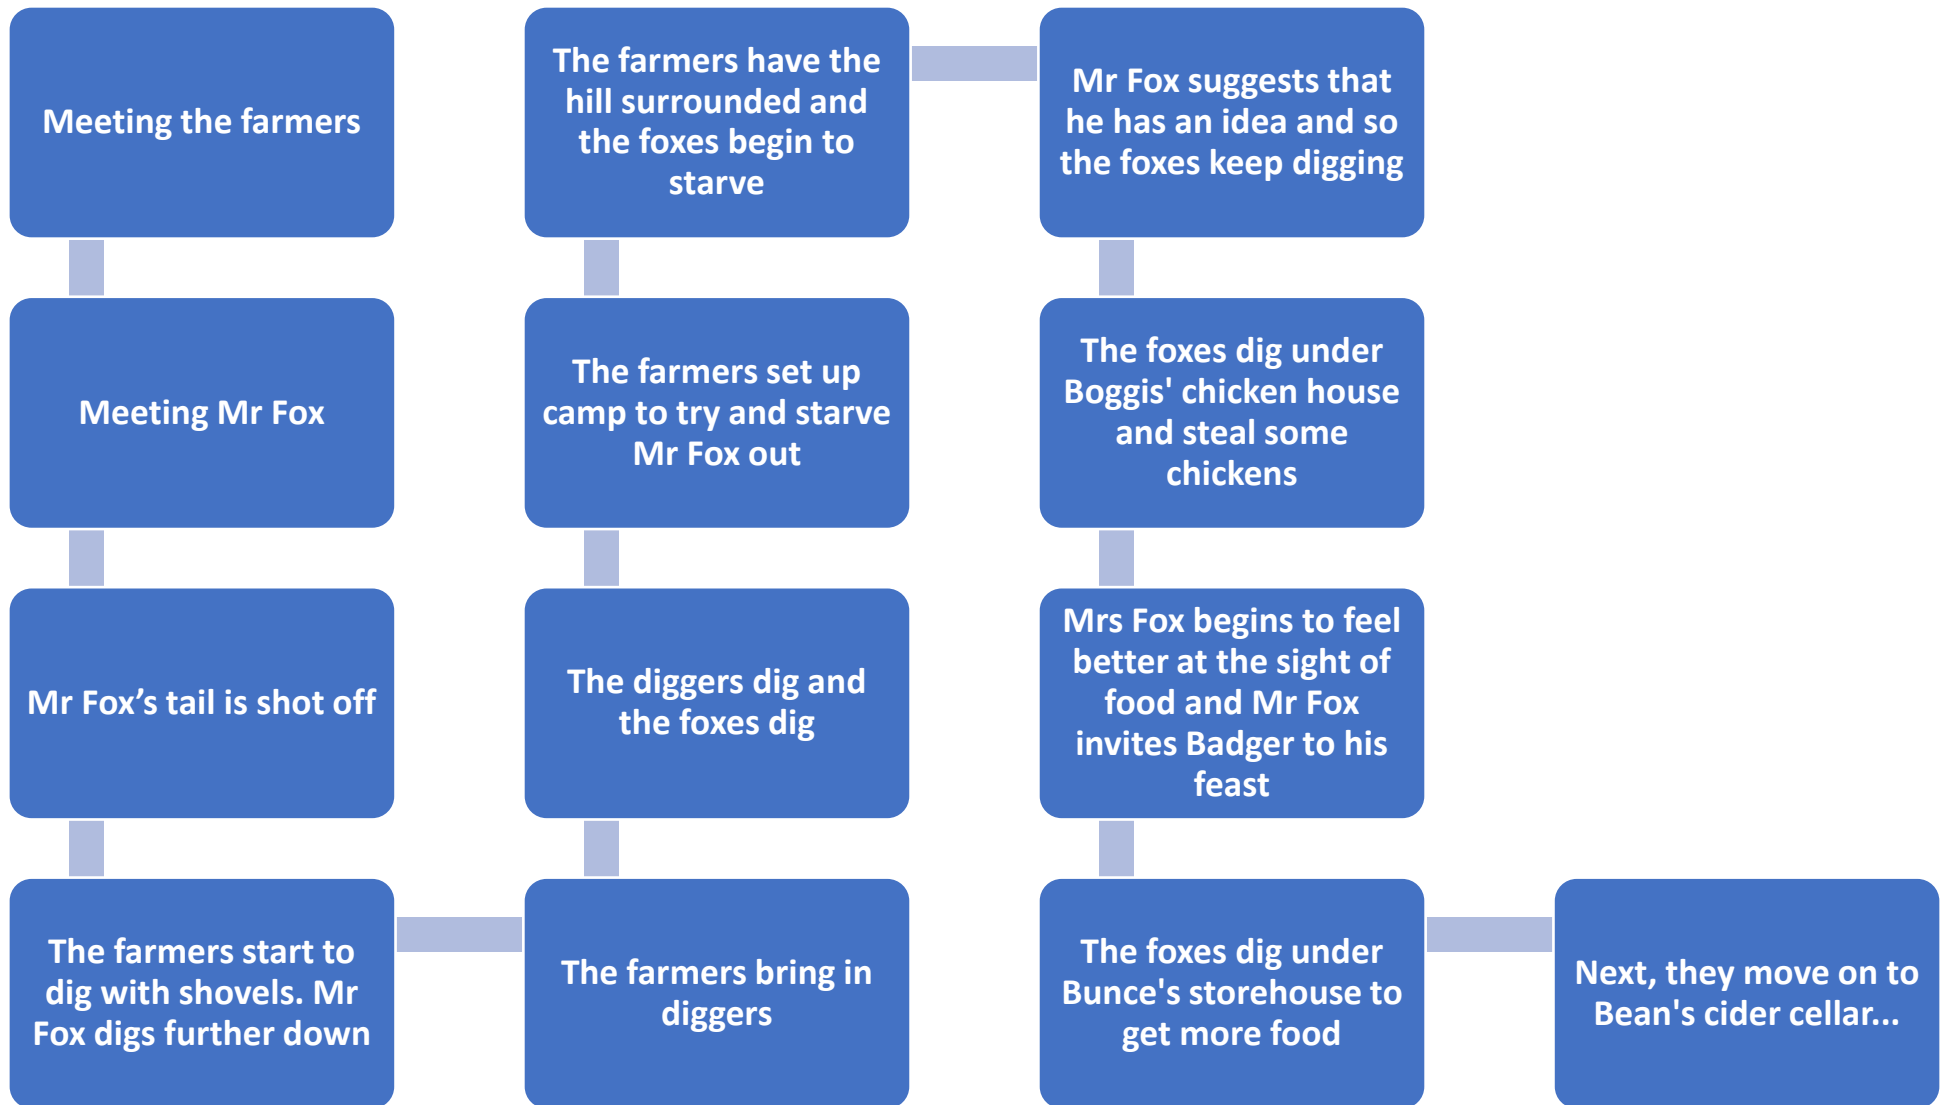 Meeting the farmers
Meeting Mr Fox
Mr Fox’s tail is shot off
The farmers start to
dig with shovels. Mr
Fox digs further down
The farmers bring in
diggers
The diggers dig and
the foxes dig
The farmers set up
camp to try and starve
Mr Fox out
The farmers have the
hill surrounded and
the foxes begin to
starve
Mr Fox suggests that
he has an idea and so
the foxes keep digging
The foxes dig under
Boggis' chicken house
and steal some
chickens
Mrs Fox begins to feel
better at the sight of
food and Mr Fox
invites Badger to his
feast
The foxes dig under
Bunce's storehouse to
get more food
Next, they move on to
Bean's cider cellar...